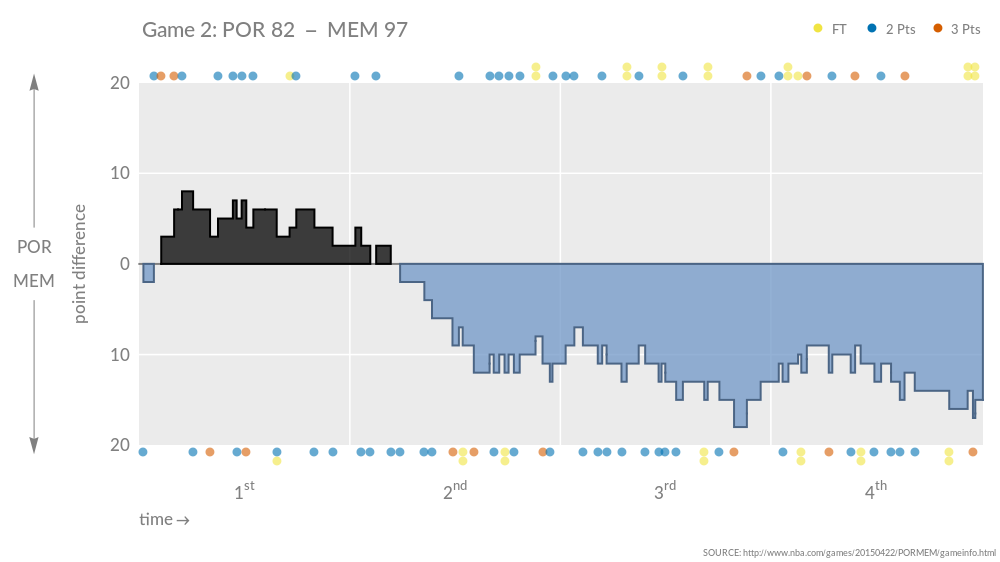 Game 2: POR 82 – MEM 97
FT 2 Pts 3 Pts
20
10
0
10
20
POR
MEM
point difference
1st 2nd 3rd 4th
time→
SOURCE: http://www.nba.com/games/20150422/PORMEM/gameinfo.html